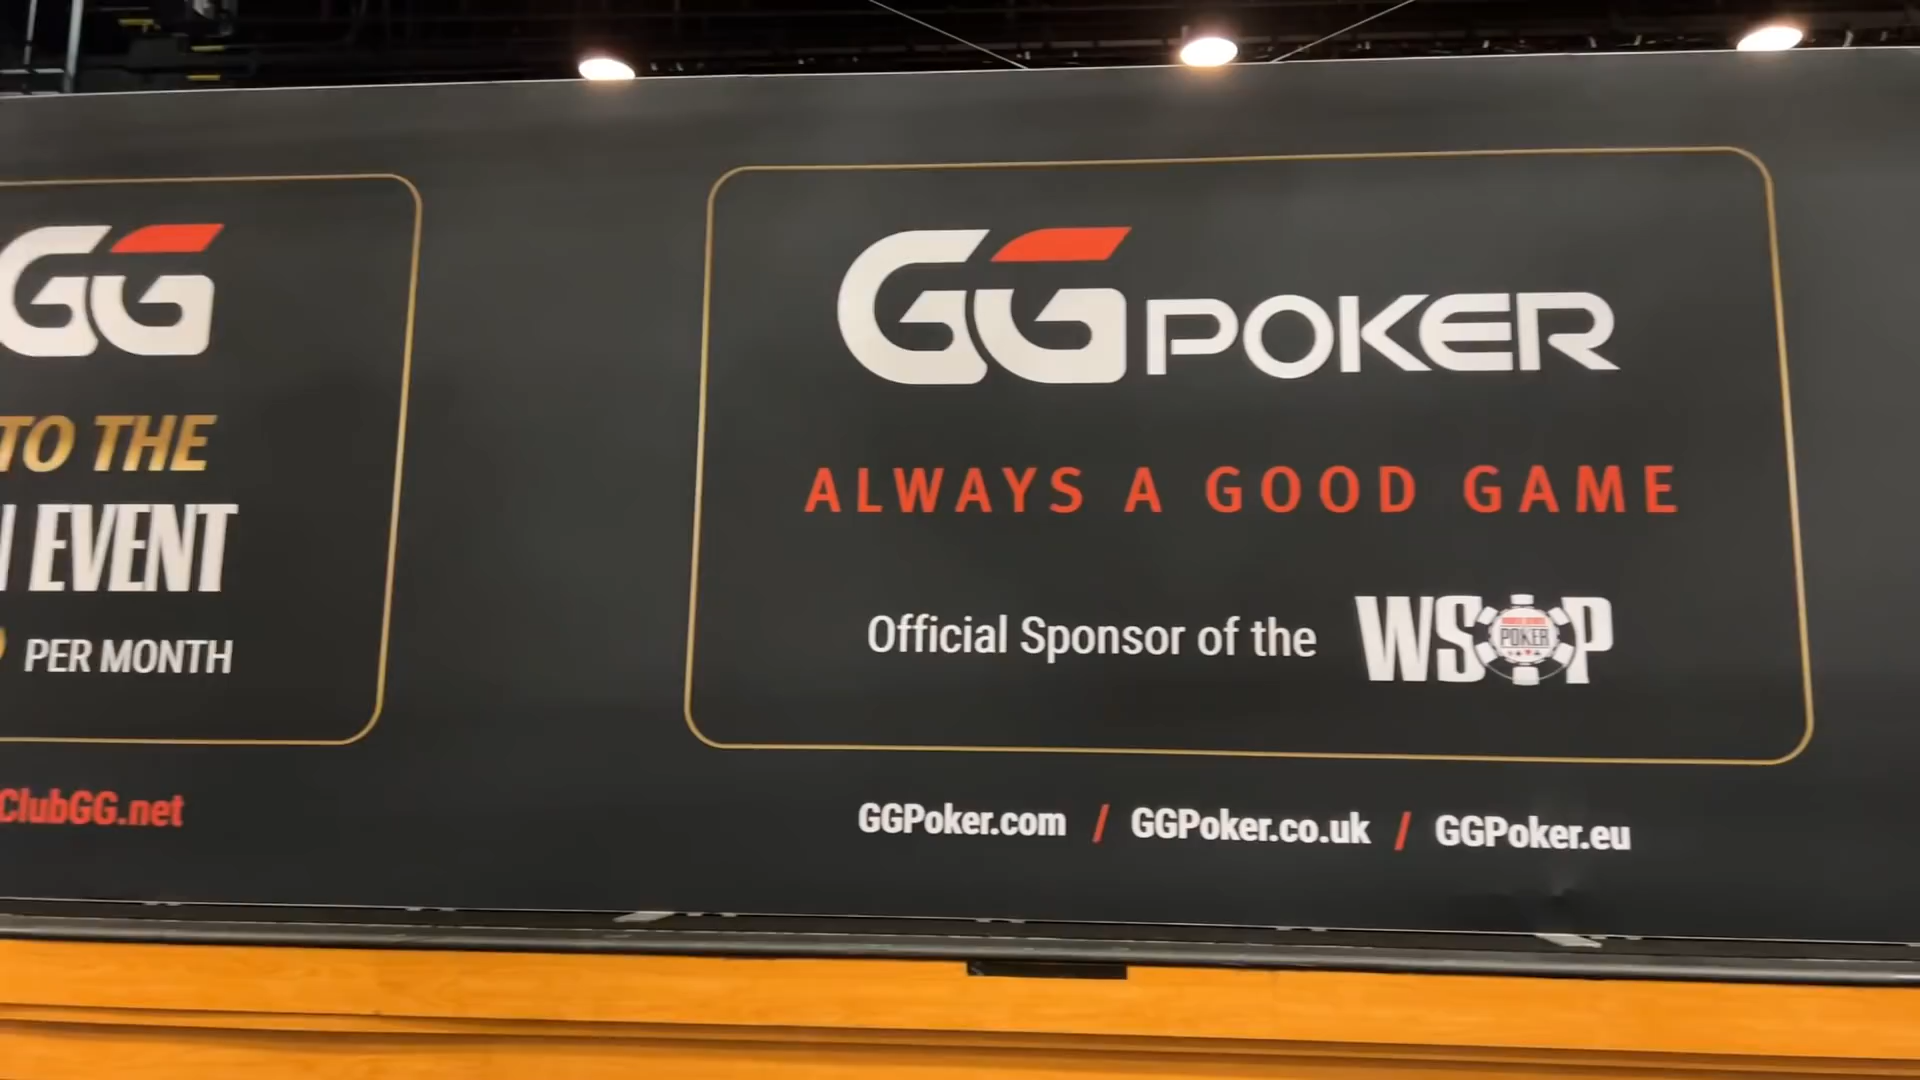 GG
TO THE
EVENT
PER MONTH
ClubGG.net
GGPOKER
ALWAYS A GOOD GAME
Official Sponsor of the WSOP
POKER
GGPoker.com / GGPoker.co.uk / GGPoker.eu